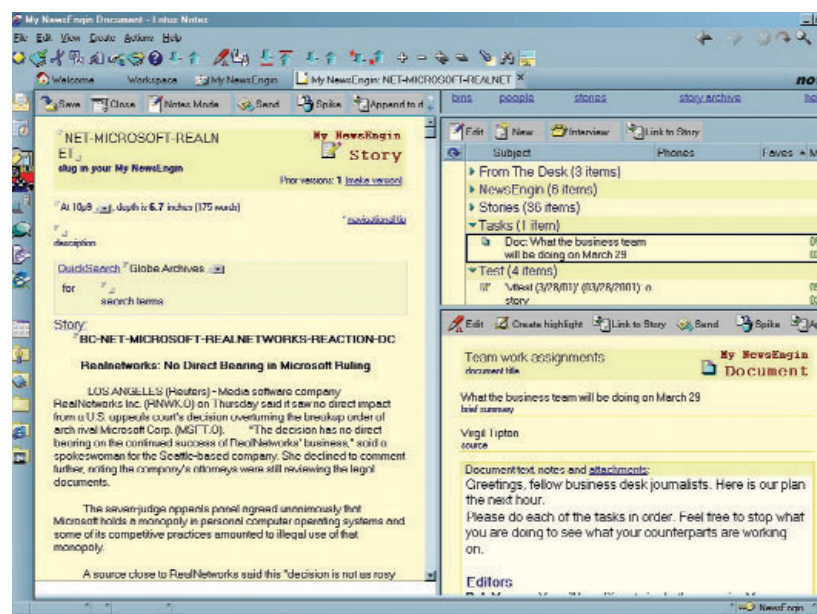 My NewsEngin Document - Lotus Notes
File Edit View Create Actions Help
Welcome Workspace My NewsEngin My NewsEngin: NET-MICROSOFT-REALNET
Save Close Notes Mode Send Spike Append to d
NET-MICROSOFT-REALN
ET
slug in your My NewsEngin
My NewsEngin
Story
Prior versions: 1 (make version)
At 10p9, depth is 6.7 inches (175 words)
navigational tip
description
QuickSearch Globe Archives
for
search terms
Story:
BC-NET-MICROSOFT-REALNETWORKS-REACTION-DC
Realnetworks: No Direct Bearing in Microsoft Ruling
LOS ANGELES (Reuters) - Media software company
RealNetworks Inc. (RNWK.O) on Thursday said it saw no direct impact
from a U.S. appeals court's decision overturning the breakup order of
arch rival Microsoft Corp. (MSFT.O). "The decision has no direct
bearing on the continued success of RealNetworks' business," said a
spokeswoman for the Seattle-based company. She declined to comment
further, noting the company's attorneys were still reviewing the legal
documents.
The seven-judge appeals panel agreed unanimously that
Microsoft holds a monopoly in personal computer operating systems and
some of its competitive practices amounted to illegal use of that
monopoly.
A source close to RealNetworks said this "decision is not as rosy
bins people stories story archive
Edit New Interview Link to Story
Subject Phones Faves
From The Desk (3 items)
NewsEngin (6 items)
Stories (36 items)
Tasks (1 item)
Doc: What the business team
will be doing on March 29
Test (4 items)
(3/28/01)' (03/28/2001): n
story
Edit Create highlight Link to Story Send Spike
Team work assignments
document title
My NewsEngin
Document
What the business team will be doing on March 29
brief summary
Virgil Tipton
source
Document text, notes and attachments:
Greetings, fellow business desk journalists. Here is our plan
the next hour.
Please do each of the tasks in order. Feel free to stop what
you are doing to see what your counterparts are working
on.
Editors
NewsEngin